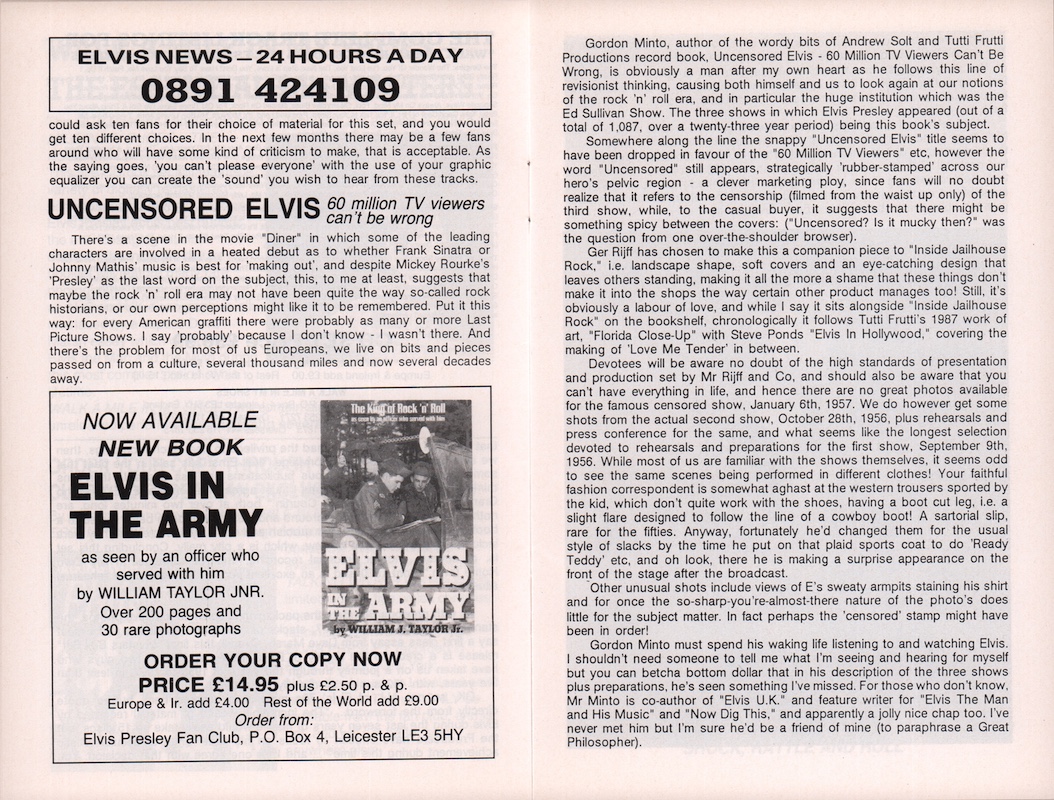 ELVIS NEWS – 24 HOURS A DAY
0891 424109
could ask ten fans for their choice of material for this set, and you would
get ten different choices. In the next few months there may be a few fans
around who will have some kind of criticism to make, that is acceptable. As
the saying goes, 'you can't please everyone' with the use of your graphic
equalizer you can create the 'sound' you wish to hear from these tracks.
UNCENSORED ELVIS 60 million TV viewers
can't be wrong
There's a scene in the movie "Diner" in which some of the leading
characters are involved in a heated debut as to whether Frank Sinatra or
Johnny Mathis' music is best for 'making out', and despite Mickey Rourke's
'Presley' as the last word on the subject, this, to me at least, suggests that
maybe the rock 'n' roll era may not have been quite the way so-called rock
historians, or our own perceptions might like it to be remembered. Put it this
way: for every American graffiti there were probably as many or more Last
Picture Shows. I say 'probably' because I don't know - I wasn't there. And
there's the problem for most of us Europeans, we live on bits and pieces
passed on from a culture, several thousand miles and now several decades
away.
NOW AVAILABLE
NEW BOOK
ELVIS IN
THE ARMY
as seen by an officer who
served with him
by WILLIAM TAYLOR JNR.
Over 200 pages and
30 rare photographs
The King of Rock 'n' Roll
as seen by an officer who served with him
ELVIS
IN THE ARMY
by WILLIAM J. TAYLOR Jr.
ORDER YOUR COPY NOW
PRICE £14.95 plus £2.50 p. & p.
Europe & Ir. add £4.00 Rest of the World add £9.00
Order from:
Elvis Presley Fan Club, P.O. Box 4, Leicester LE3 5HY
Gordon Minto, author of the wordy bits of Andrew Solt and Tutti Frutti
Productions record book, Uncensored Elvis - 60 Million TV Viewers Can't Be
Wrong, is obviously a man after my own heart as he follows this line of
revisionist thinking, causing both himself and us to look again at our notions
of the rock 'n' roll era, and in particular the huge institution which was the
Ed Sullivan Show. The three shows in which Elvis Presley appeared (out of a
total of 1,087, over a twenty-three year period) being this book's subject.
Somewhere along the line the snappy "Uncensored Elvis" title seems to
have been dropped in favour of the "60 Million TV Viewers" etc, however the
word "Uncensored" still appears, strategically 'rubber-stamped' across our
hero's pelvic region - a clever marketing ploy, since fans will no doubt
realize that it refers to the censorship (filmed from the waist up only) of the
third show, while, to the casual buyer, it suggests that there might be
something spicy between the covers: ("Uncensored? Is it mucky then?" was
the question from one over-the-shoulder browser).
Ger Rijff has chosen to make this a companion piece to "Inside Jailhouse
Rock," i.e. landscape shape, soft covers and an eye-catching design that
leaves others standing, making it all the more a shame that these things don't
make it into the shops the way certain other product manages too! Still, it's
obviously a labour of love, and while I say it sits alongside "Inside Jailhouse
Rock" on the bookshelf, chronologically it follows Tutti Frutti's 1987 work of
art, "Florida Close-Up" with Steve Ponds "Elvis In Hollywood," covering the
making of 'Love Me Tender' in between.
Devotees will be aware no doubt of the high standards of presentation
and production set by Mr Rijff and Co, and should also be aware that you
can't have everything in life, and hence there are no great photos available
for the famous censored show, January 6th, 1957. We do however get some
shots from the actual second show, October 28th, 1956, plus rehearsals and
press conference for the same, and what seems like the longest selection
devoted to rehearsals and preparations for the first show, September 9th,
1956. While most of us are familiar with the shows themselves, it seems odd
to see the same scenes being performed in different clothes! Your faithful
fashion correspondent is somewhat aghast at the western trousers sported by
the kid, which don't quite work with the shoes, having a boot cut leg, i.e. a
slight flare designed to follow the line of a cowboy boot! A sartorial slip,
rare for the fifties. Anyway, fortunately he'd changed them for the usual
style of slacks by the time he put on that plaid sports coat to do 'Ready
Teddy' etc, and oh look, there he is making a surprise appearance on the
front of the stage after the broadcast.
Other unusual shots include views of E's sweaty armpits staining his shirt
and for once the so-sharp-you're-almost-there nature of the photo's does
little for the subject matter. In fact perhaps the 'censored' stamp might have
been in order!
Gordon Minto must spend his waking life listening to and watching Elvis.
I shouldn't need someone to tell me what I'm seeing and hearing for myself
but you can betcha bottom dollar that in his description of the three shows
plus preparations, he's seen something I've missed. For those who don't know,
Mr Minto is co-author of "Elvis U.K." and feature writer for "Elvis The Man
and His Music" and "Now Dig This," and apparently a jolly nice chap too. I've
never met him but I'm sure he'd be a friend of mine (to paraphrase a Great
Philosopher).